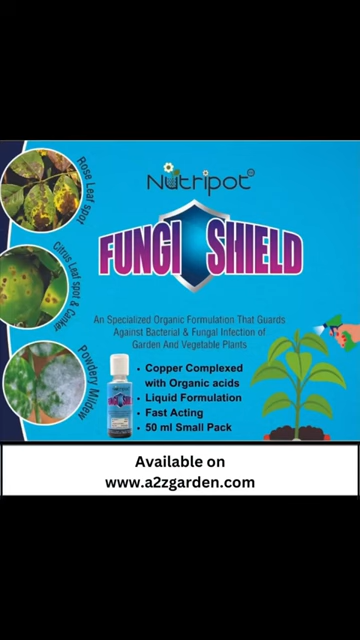 Nutripot
FUNGI SHIELD
An Specialized Organic Formulation That Guards
Against Bacterial & Fungal Infection of
Garden And Vegetable Plants
Rose Leaf spot
Citrus Leaf spot & Canker
Powdery Mildew
• Copper Complexed
with Organic acids
• Liquid Formulation
• Fast Acting
• 50 ml Small Pack
Available on
www.a2zgarden.com